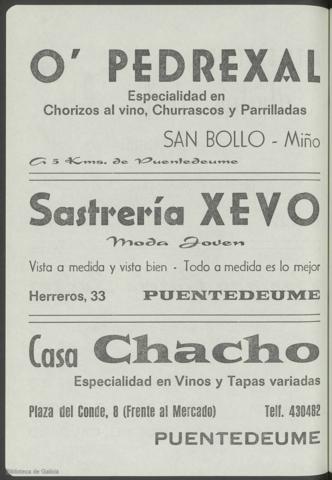 O' PEDREXAL
Especialidad en
Chorizos al vino, Churrascos y Parrilladas
SAN BOLLO - Miño
A 5 Kms. de Puentedeume
Sastrería XEVO
Moda Joven
Vista a medida y vista bien - Todo a medida es lo mejor
Herreros, 33 PUENTEDEUME
Casa Chacho
Especialidad en Vinos y Tapas variadas
Plaza del Conde, 8 (Frente al Mercado) Telf. 430482
PUENTEDEUME
Biblioteca de Galicia